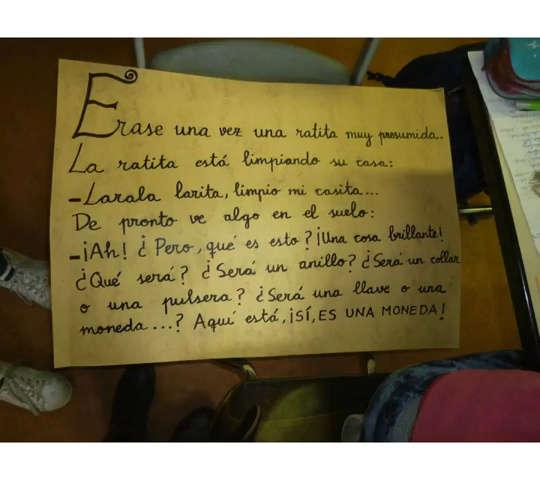 Erase una vez una ratita muy presumida.
La ratita está limpiando su casa:
-Larala larita, limpio mi casita...
De pronto ve algo en el suelo:
-¡Ah! ¿Pero, qué es esto? ¡Una cosa brillante!
¿Qué será? ¿Será un anillo? ¿Será un collar
o una pulsera? ¿Será una llave o una
moneda...? Aquí está, ¡SÍ, ES UNA MONEDA!